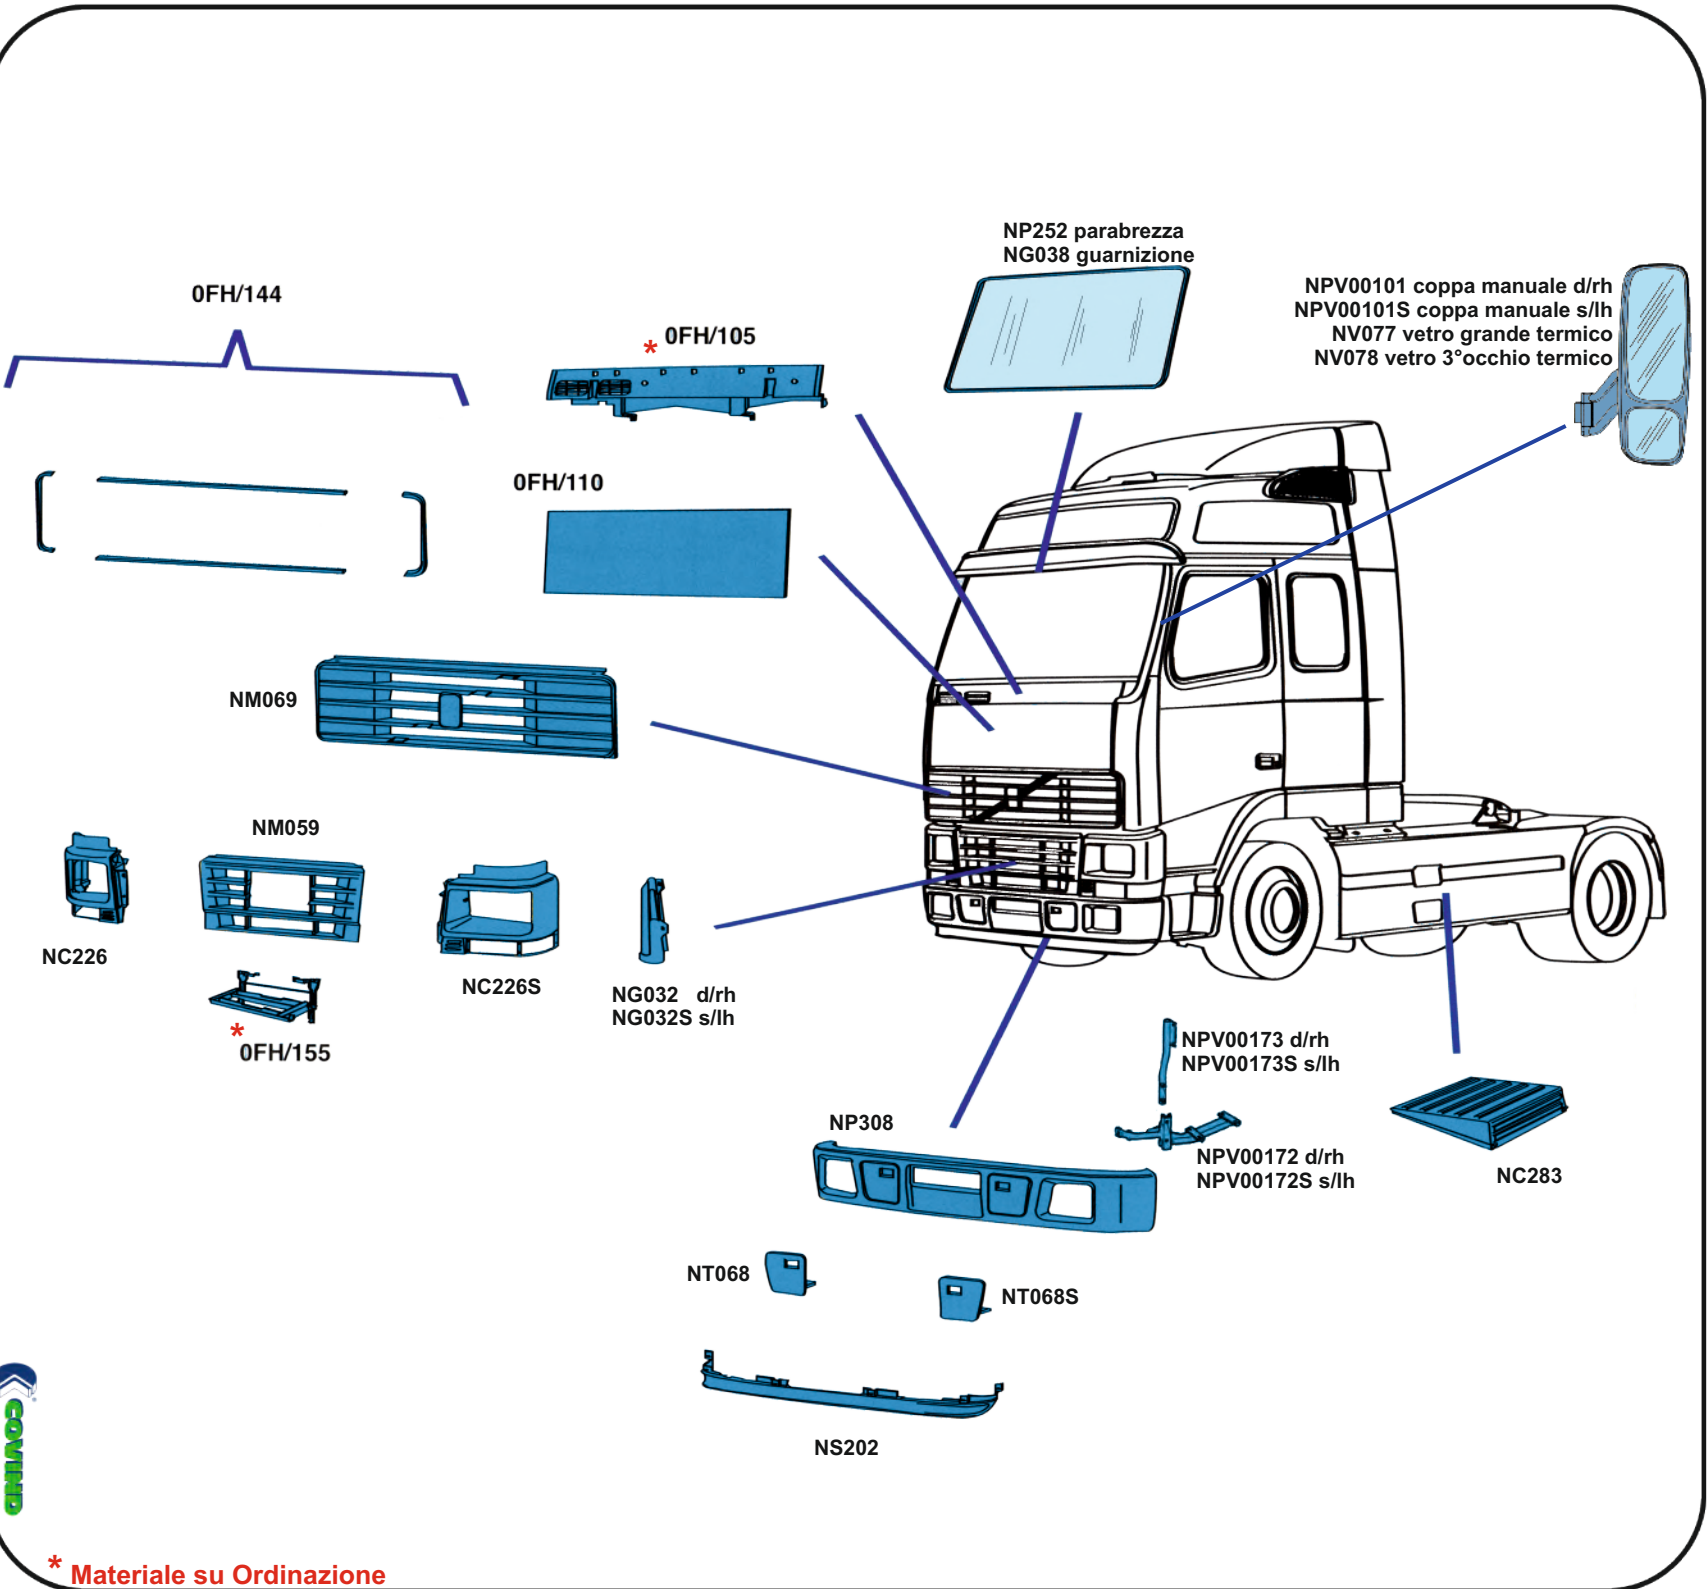 NP252 parabrezza
NG038 guarnizione
NPV00101 coppa manuale d/rh
NPV00101S coppa manuale s/lh
NV077 vetro grande termico
NV078 vetro 3°occhio termico
0FH/144
* 0FH/105
0FH/110
NM069
NM059
NC226
NC226S
NG032 d/rh
NG032S s/lh
*
0FH/155
NPV00173 d/rh
NPV00173S s/lh
NP308
NPV00172 d/rh
NPV00172S s/lh
NC283
NT068
NT068S
NS202
COVIND
* Materiale su Ordinazione